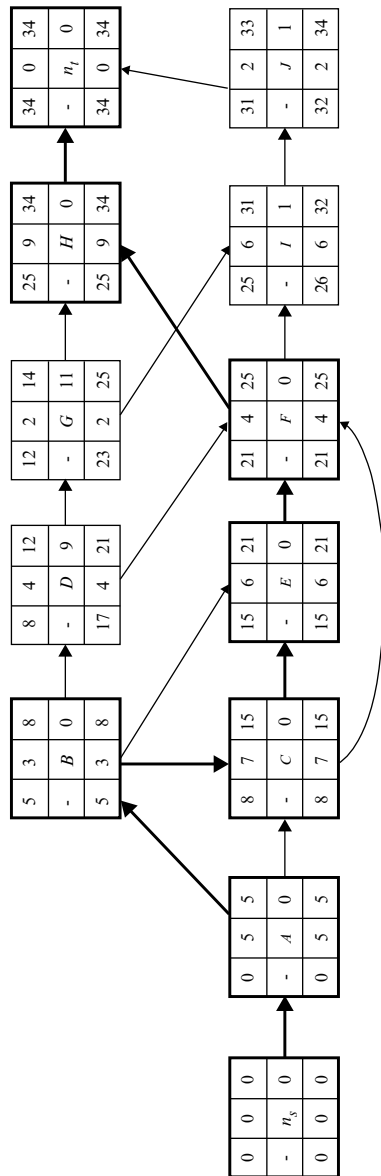 5 3 8
- B 0
5 3 8
8 4 12
- D 9
17 4 21
12 2 14
- G 11
23 2 25
25 9 34
- H 0
25 9 34
34 0 34
- nₜ 0
34 0 34
0 0 0
- nₛ 0
0 0 0
0 5 5
- A 0
0 5 5
8 7 15
- C 0
8 7 15
15 6 21
- E 0
15 6 21
21 4 25
- F 0
21 4 25
25 6 31
- I 1
26 6 32
31 2 33
- J 1
32 2 34